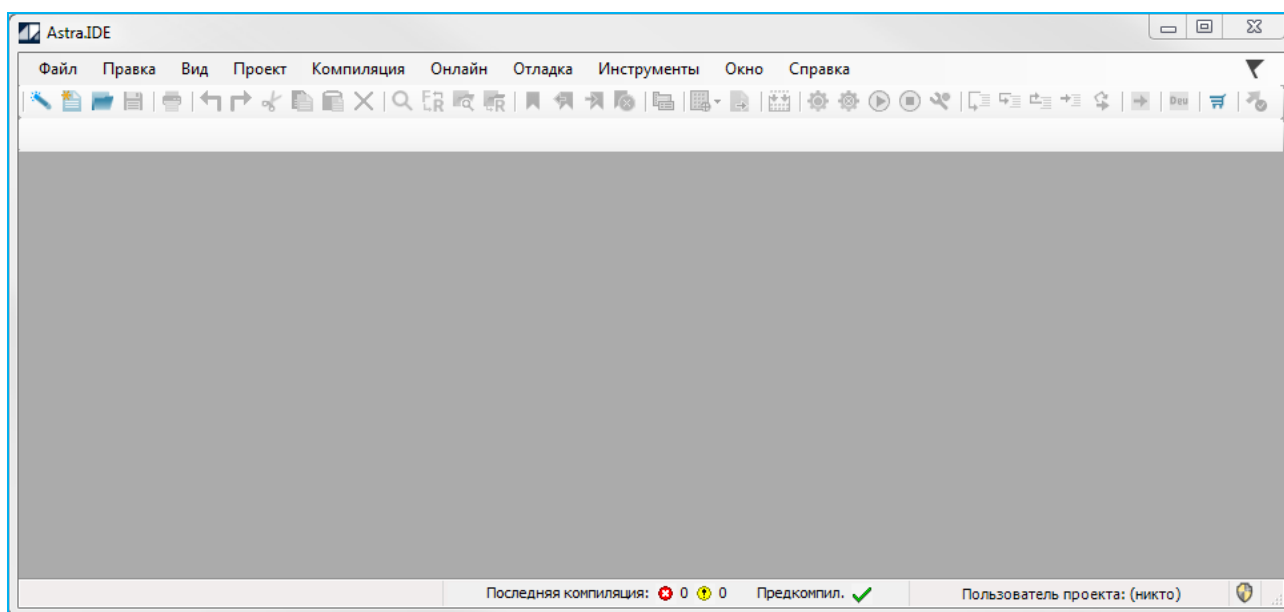 Astra.IDE
Файл Правка Вид Проект Компиляция Онлайн Отладка Инструменты Окно Справка
Dev
Последняя компиляция: 0 0 Предкомпил. Пользователь проекта: (никто)